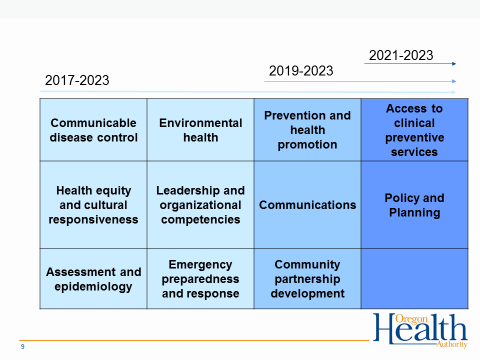 2021-2023
2019-2023
2017-2023
Communicable
disease control
Environmental
health
Prevention and
health
promotion
Access to
clinical
preventive
services
Health equity
and cultural
responsiveness
Leadership and
organizational
competencies
Communications
Policy and
Planning
Assessment and
epidemiology
Emergency
preparedness
and response
Community
partnership
development
9
Oregon
Health
Authority